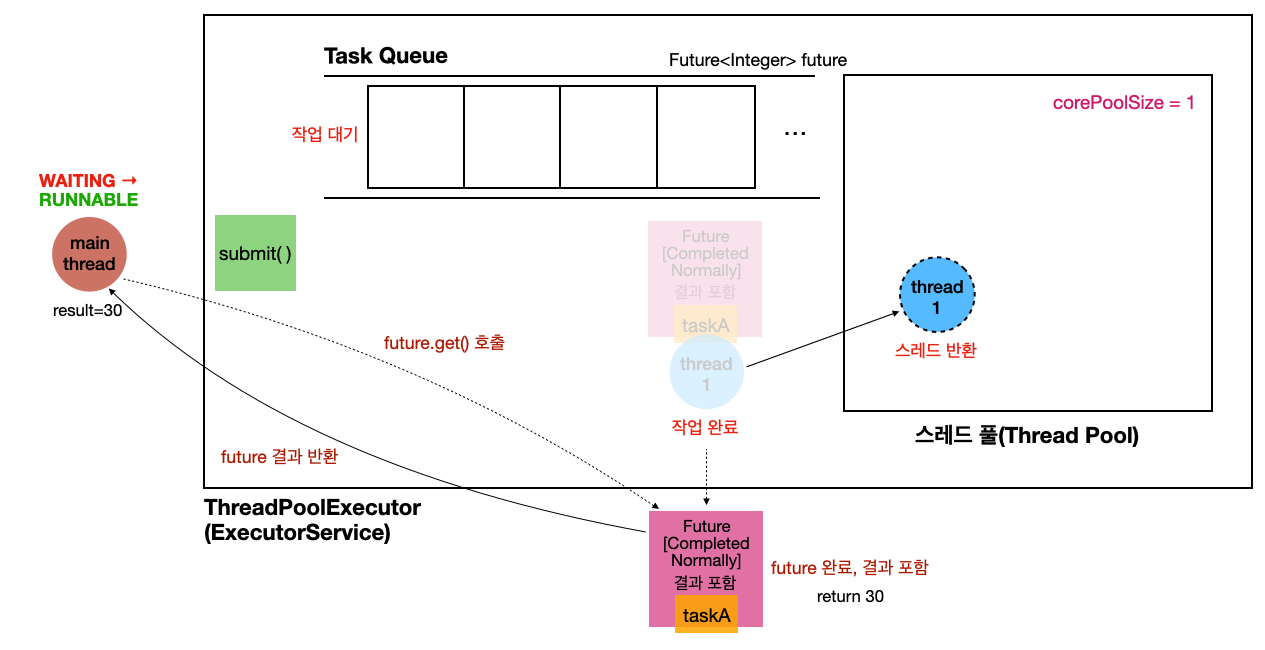 Task Queue
Future<Integer> future
corePoolSize = 1
작업 대기
...
WAITING →
RUNNABLE
main
thread
result=30
submit( )
Future
[Completed
Normally]
결과 포함
taskA
thread
1
작업 완료
thread
1
스레드 반환
future.get() 호출
스레드 풀(Thread Pool)
future 결과 반환
ThreadPoolExecutor
(ExecutorService)
Future
[Completed
Normally]
결과 포함
taskA
future 완료, 결과 포함
return 30